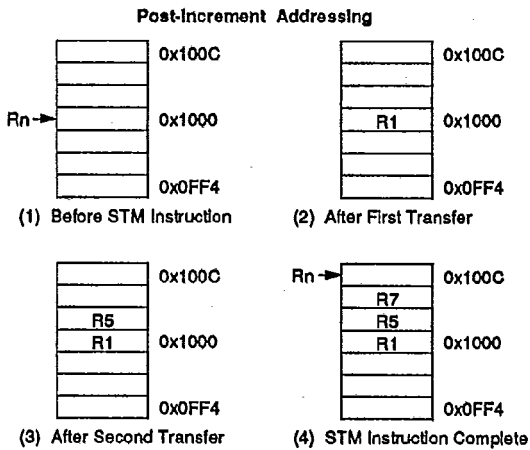 Post-Increment Addressing
0x100C
Rn
0x1000
0x0FF4
(1) Before STM Instruction
0x100C
R1
0x1000
0x0FF4
(2) After First Transfer
0x100C
R5
R1
0x1000
0x0FF4
(3) After Second Transfer
Rn
0x100C
R7
R5
R1
0x1000
0x0FF4
(4) STM Instruction Complete